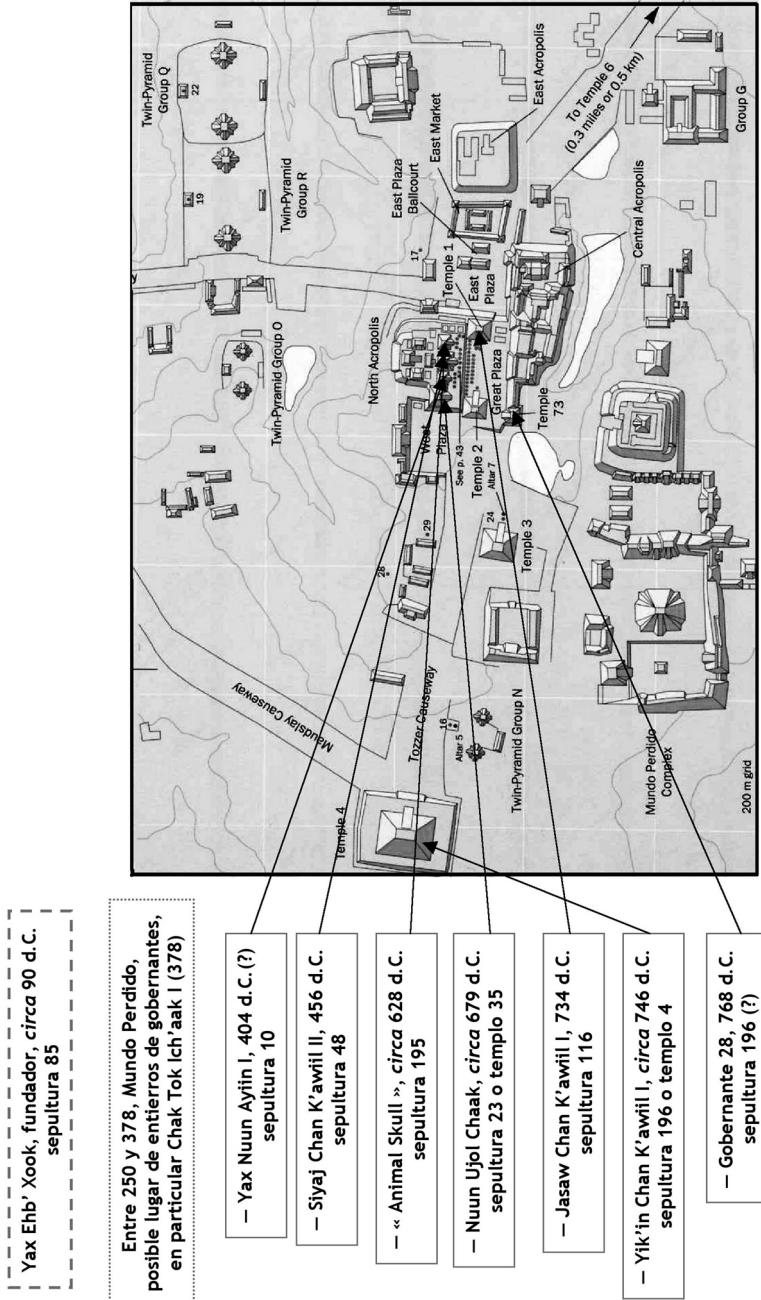 Yax Ehb' Xook, fundador, circa 90 d.C.
sepultura 85
Entre 250 y 378, Mundo Perdido,
posible lugar de entierros de gobernantes,
en particular Chak Tok Ich'aak I (378)
— Yax Nuun Ayiin I, 404 d.C.(?)
sepultura 10
— Siyaj Chan K'awiil II, 456 d.C.
sepultura 48
— « Animal Skull », circa 628 d.C.
sepultura 195
— Nuun Ujol Chaak, circa 679 d.C.
sepultura 23 o templo 35
— Jasaw Chan K'awiil I, 734 d.C.
sepultura 116
— Yik'in Chan K'awiil I, circa 746 d.C.
sepultura 196 o templo 4
— Gobernante 28, 768 d.C.
sepultura 196 (?)
Temple 4
Maudslay Causeway
Tozzer Causeway
16
Altar 5
Twin-Pyramid Group N
Mundo Perdido
Complex
200 m grid
28
29
24
Altar 7
Temple 3
Temple 2
See p. 43
West
Plaza
North Acropolis
Great Plaza
Temple
73
Twin-Pyramid Group O
Temple 1
17
East
Plaza
East Plaza
Ballcourt
East Market
Central Acropolis
East Acropolis
To Temple 6
(0.3 miles or 0.5 km)
Group G
Twin-Pyramid
Group R
19
Twin-Pyramid
Group Q
22
y